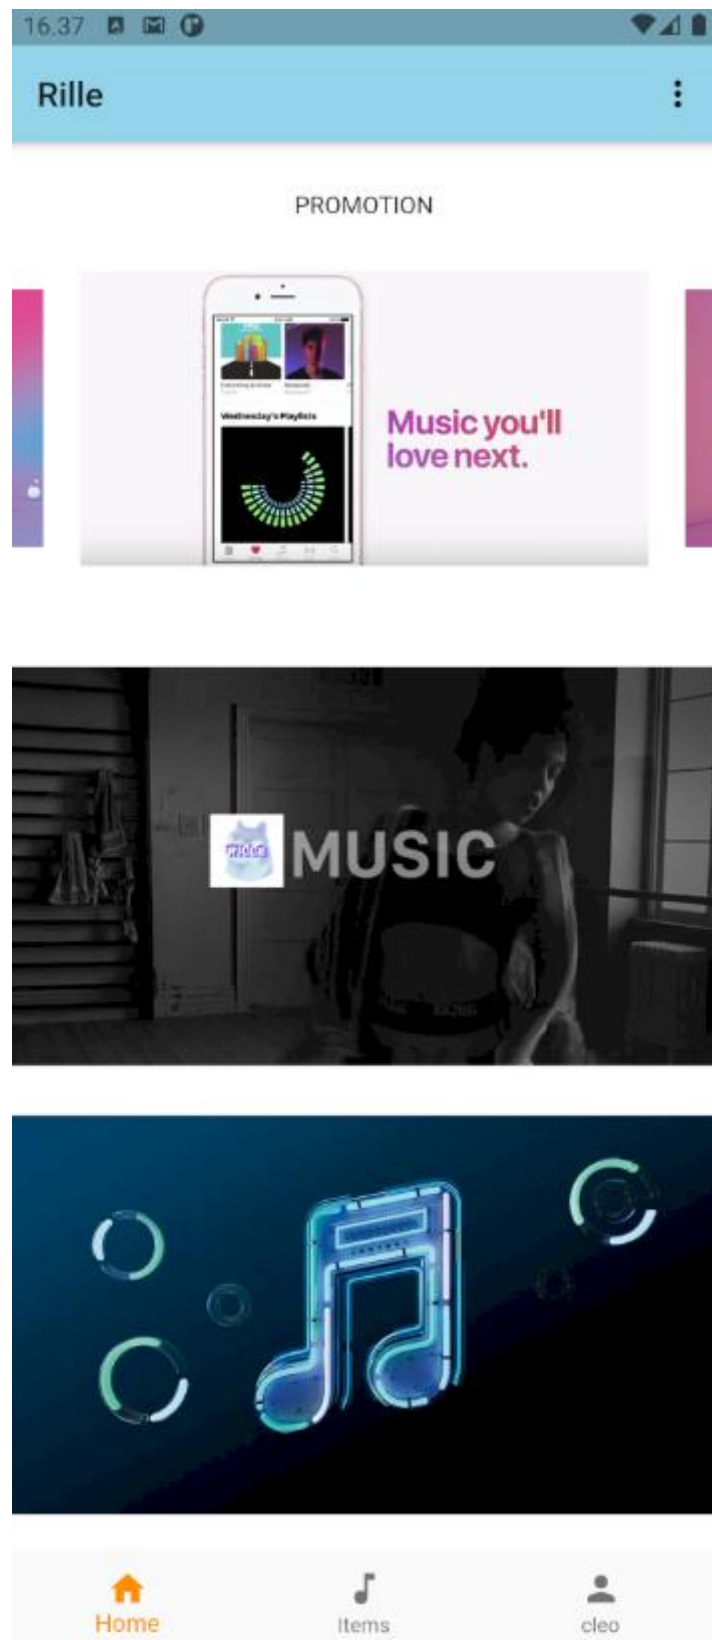 16.37
Rille
PROMOTION
Wednesday's Playlists
Music you'll
love next.
MUSIC
Home
Items
cleo